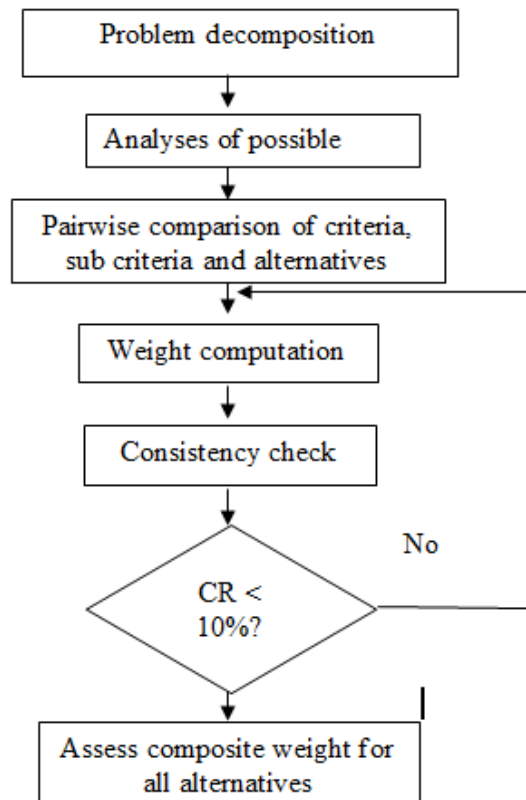 Problem decomposition
Analyses of possible
Pairwise comparison of criteria,
sub criteria and alternatives
Weight computation
Consistency check
No
CR <
10%?
Assess composite weight for
all alternatives